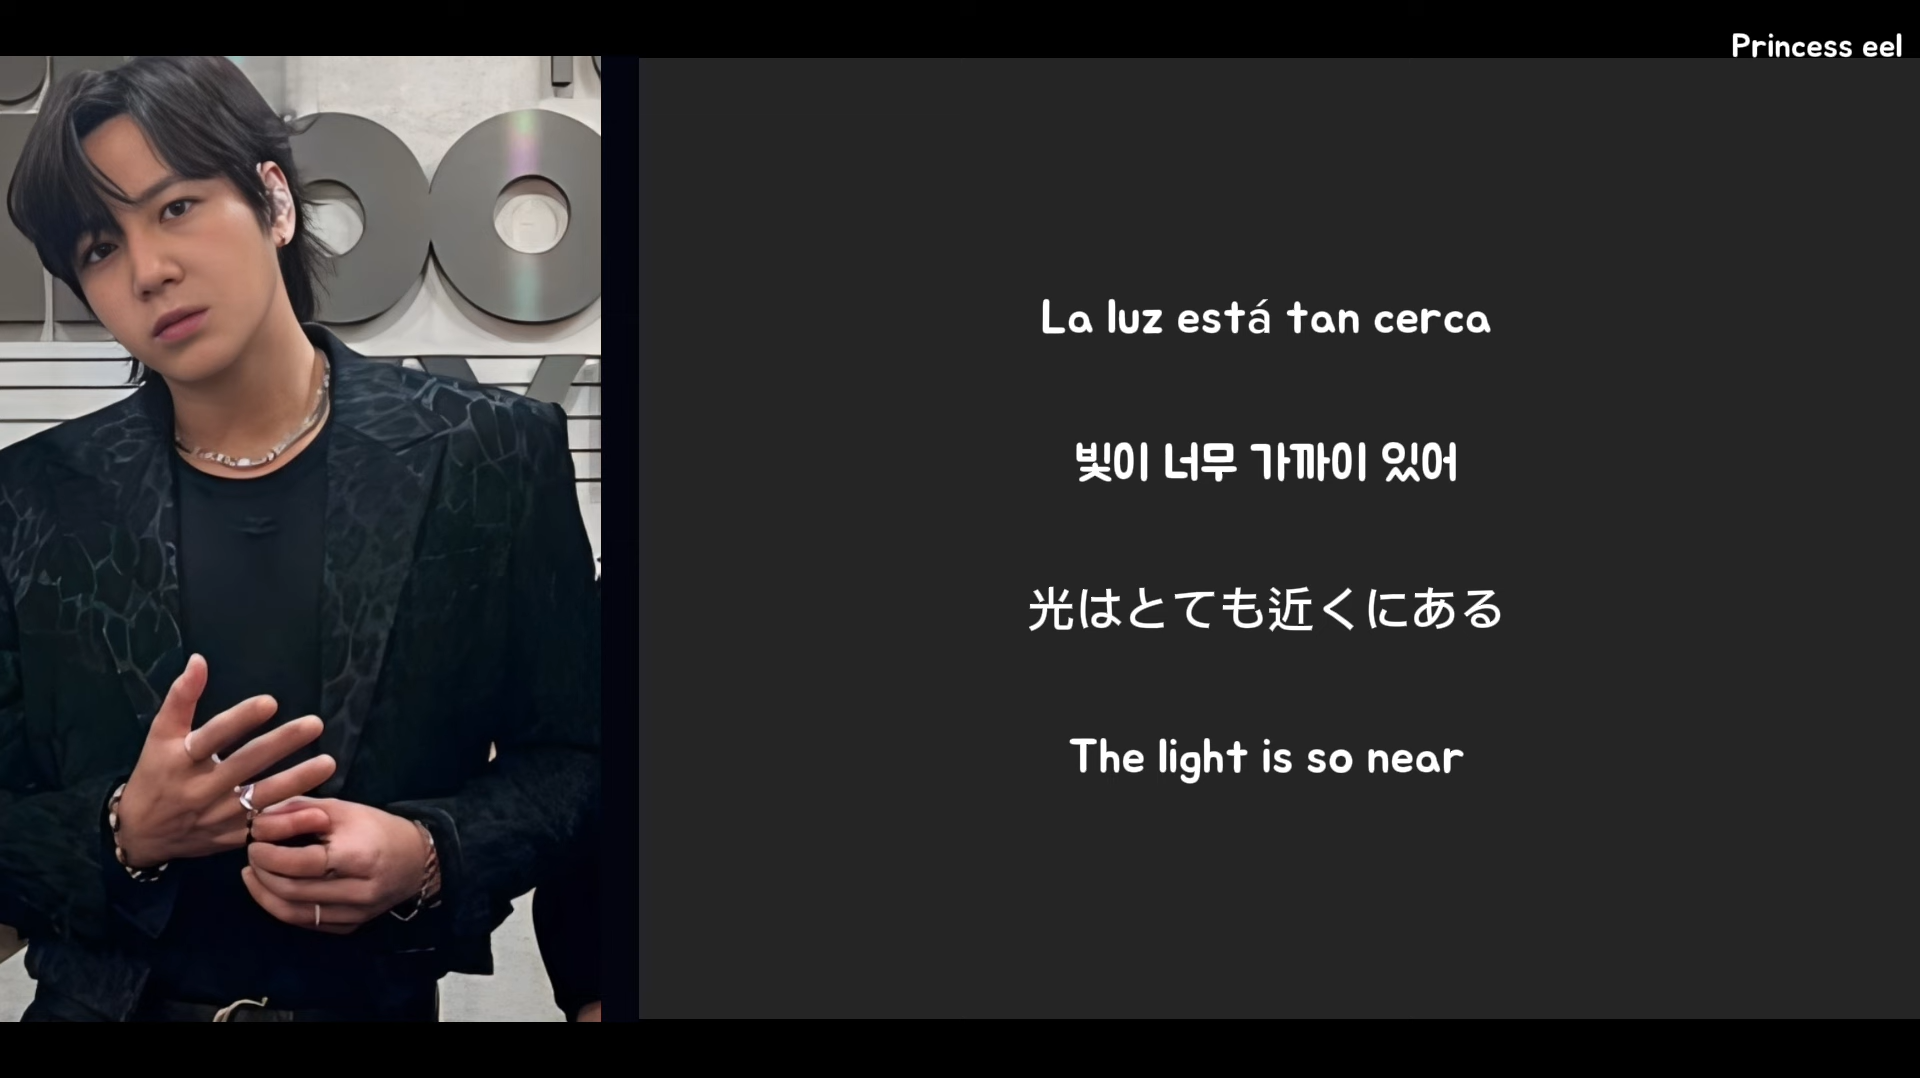 Princess eel
La luz está tan cerca
빛이 너무 가까이 있어
光はとても近くにある
The light is so near